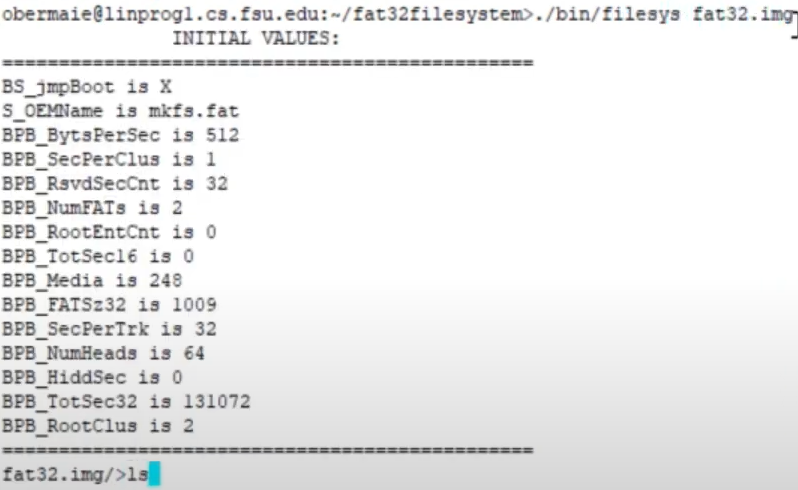 obermaie@linprog1.cs.fsu.edu:~/fat32filesystem>./bin/filesys fat32.img
INITIAL VALUES:
================================================
BS_jmpBoot is X
S_OEMName is mkfs.fat
BPB_BytsPerSec is 512
BPB_SecPerClus is 1
BPB_RsvdSecCnt is 32
BPB_NumFATs is 2
BPB_RootEntCnt is 0
BPB_TotSec16 is 0
BPB_Media is 248
BPB_FATSz32 is 1009
BPB_SecPerTrk is 32
BPB_NumHeads is 64
BPB_HiddSec is 0
BPB_TotSec32 is 131072
BPB_RootClus is 2
================================================
fat32.img/>ls